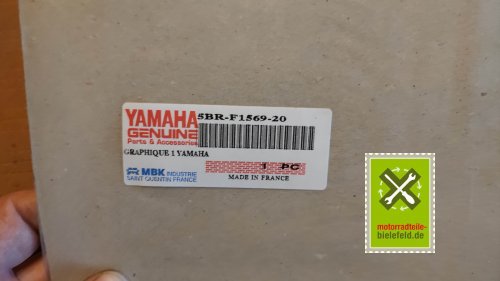 YAMAHA
GENUINE
Parts & Accessories
5BR-F1569-20
GRAPHIQUE 1 YAMAHA
1 PC
MBK INDUSTRIE
SAINT QUENTIN FRANCE
MADE IN FRANCE
motorradteile-
bielefeld.de